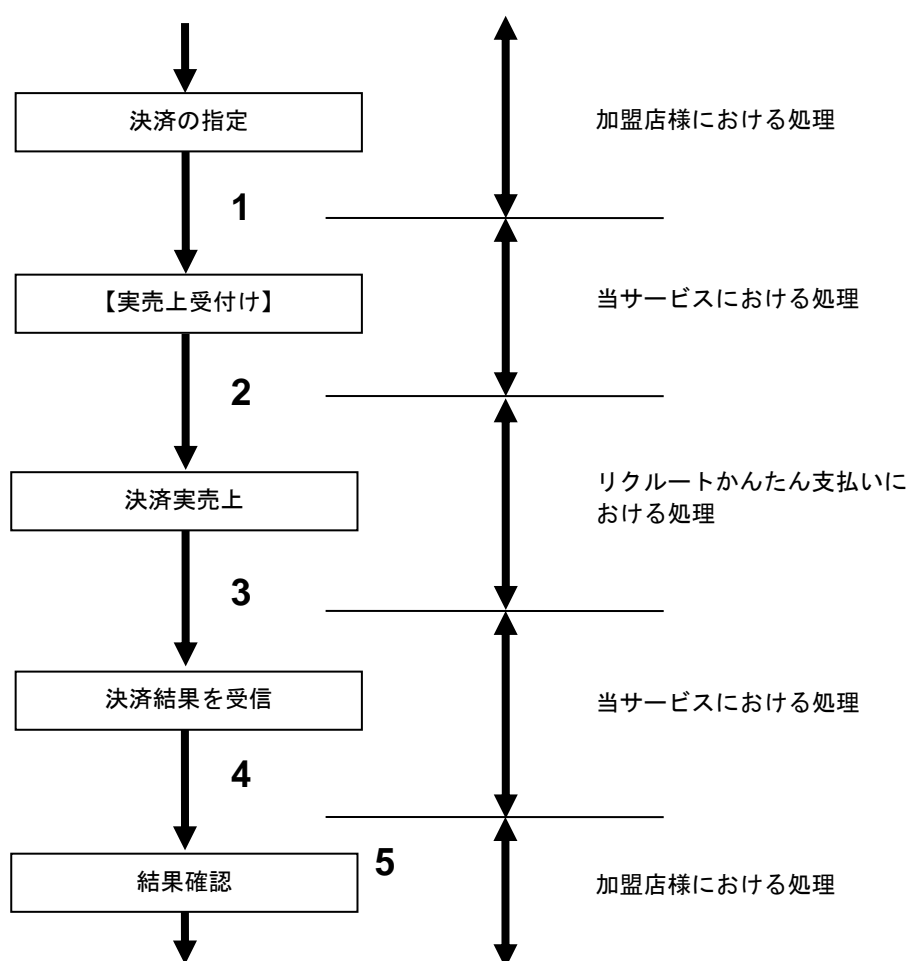 決済の指定
加盟店様における処理
1
【実売上受付け】
当サービスにおける処理
2
決済実売上
リクルートかんたん支払いに
おける処理
3
決済結果を受信
当サービスにおける処理
4
結果確認
5
加盟店様における処理